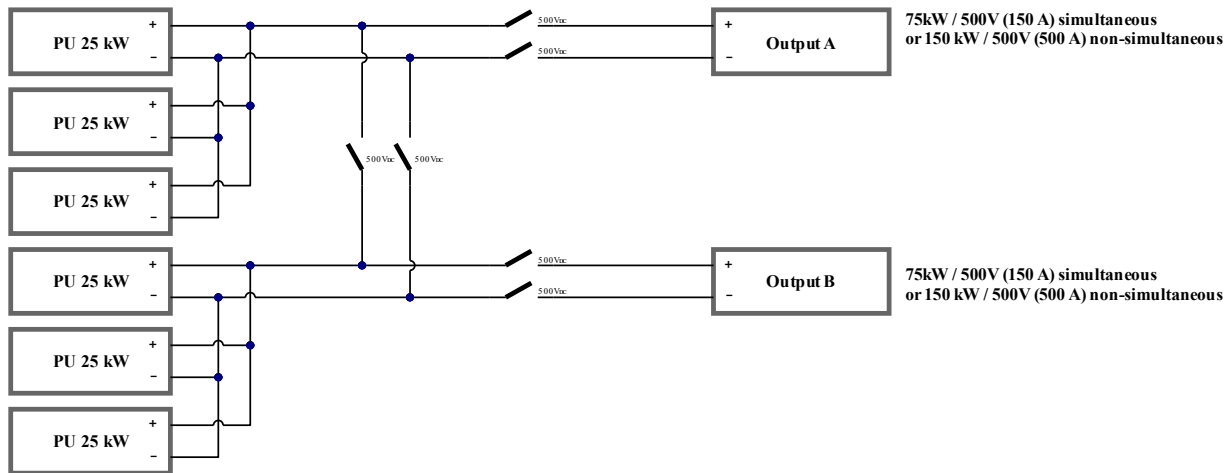 +
500VDC
75kW / 500V (150 A) simultaneous
or 150 kW / 500V (500 A) non-simultaneous
PU 25 kW
Output A
+
−
500VDC
−
+
PU 25 kW
−
500VDC
500VDC
+
PU 25 kW
−
+
500VDC
+
75kW / 500V (150 A) simultaneous
or 150 kW / 500V (500 A) non-simultaneous
PU 25 kW
Output B
−
500VDC
−
+
PU 25 kW
−
+
PU 25 kW
−